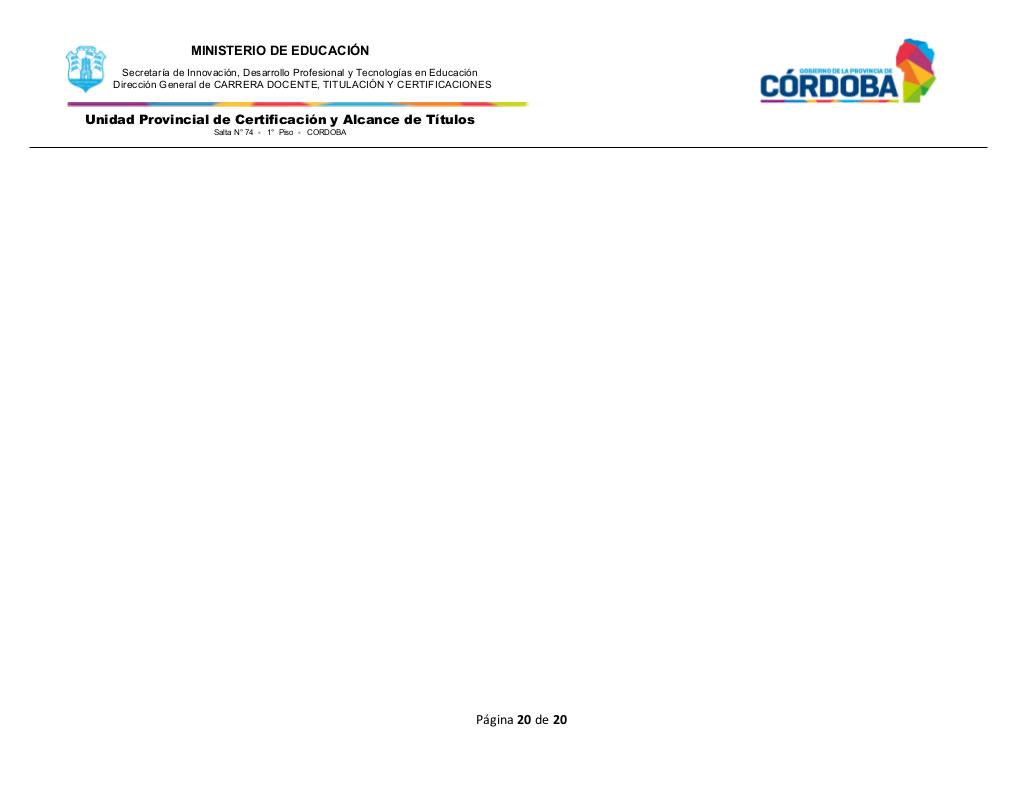 MINISTERIO DE EDUCACIÓN
Secretaría de Innovación, Desarrollo Profesional y Tecnologías en Educación
Dirección General de CARRERA DOCENTE, TITULACIÓN Y CERTIFICACIONES
Unidad Provincial de Certificación y Alcance de Títulos
Salta N° 74 - 1° Piso - CORDOBA
GOBIERNO DE LA PROVINCIA DE
CÓRDOBA
Página 20 de 20